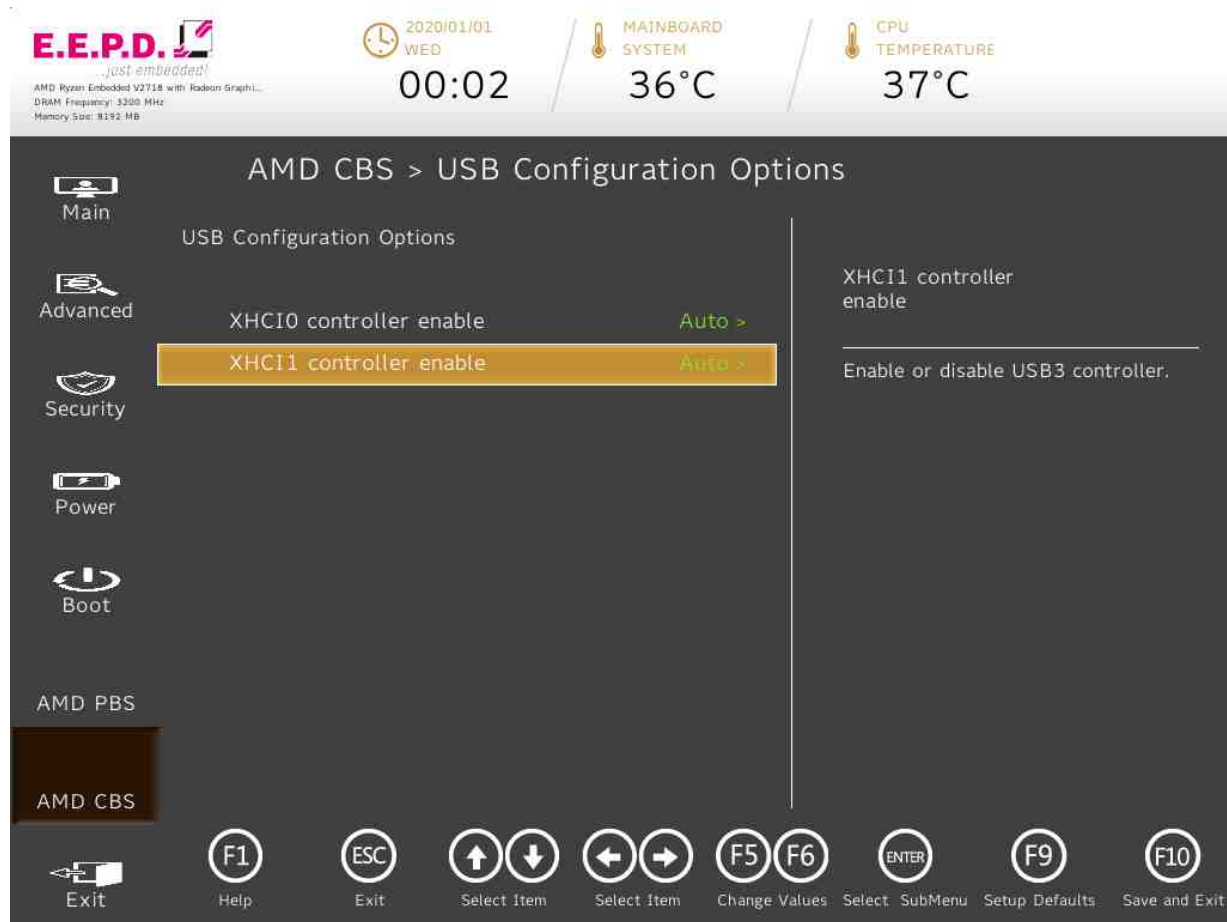 E.E.P.D.
...just embedded!
AMD Ryzen Embedded V2718 with Radeon Graphi...
DRAM Frequency: 3200 MHz
Memory Size: 8192 MB
2020/01/01
WED
00:02
MAINBOARD
SYSTEM
36°C
CPU
TEMPERATURE
37°C
AMD CBS > USB Configuration Options
Main
Advanced
Security
Power
Boot
AMD PBS
AMD CBS
Exit
USB Configuration Options
XHCI0 controller enable Auto >
XHCI1 controller enable Auto >
XHCI1 controller
enable
Enable or disable USB3 controller.
F1 ESC F5 F6 ENTER F9 F10
Help Exit Select Item Select Item Change Values Select SubMenu Setup Defaults Save and Exit